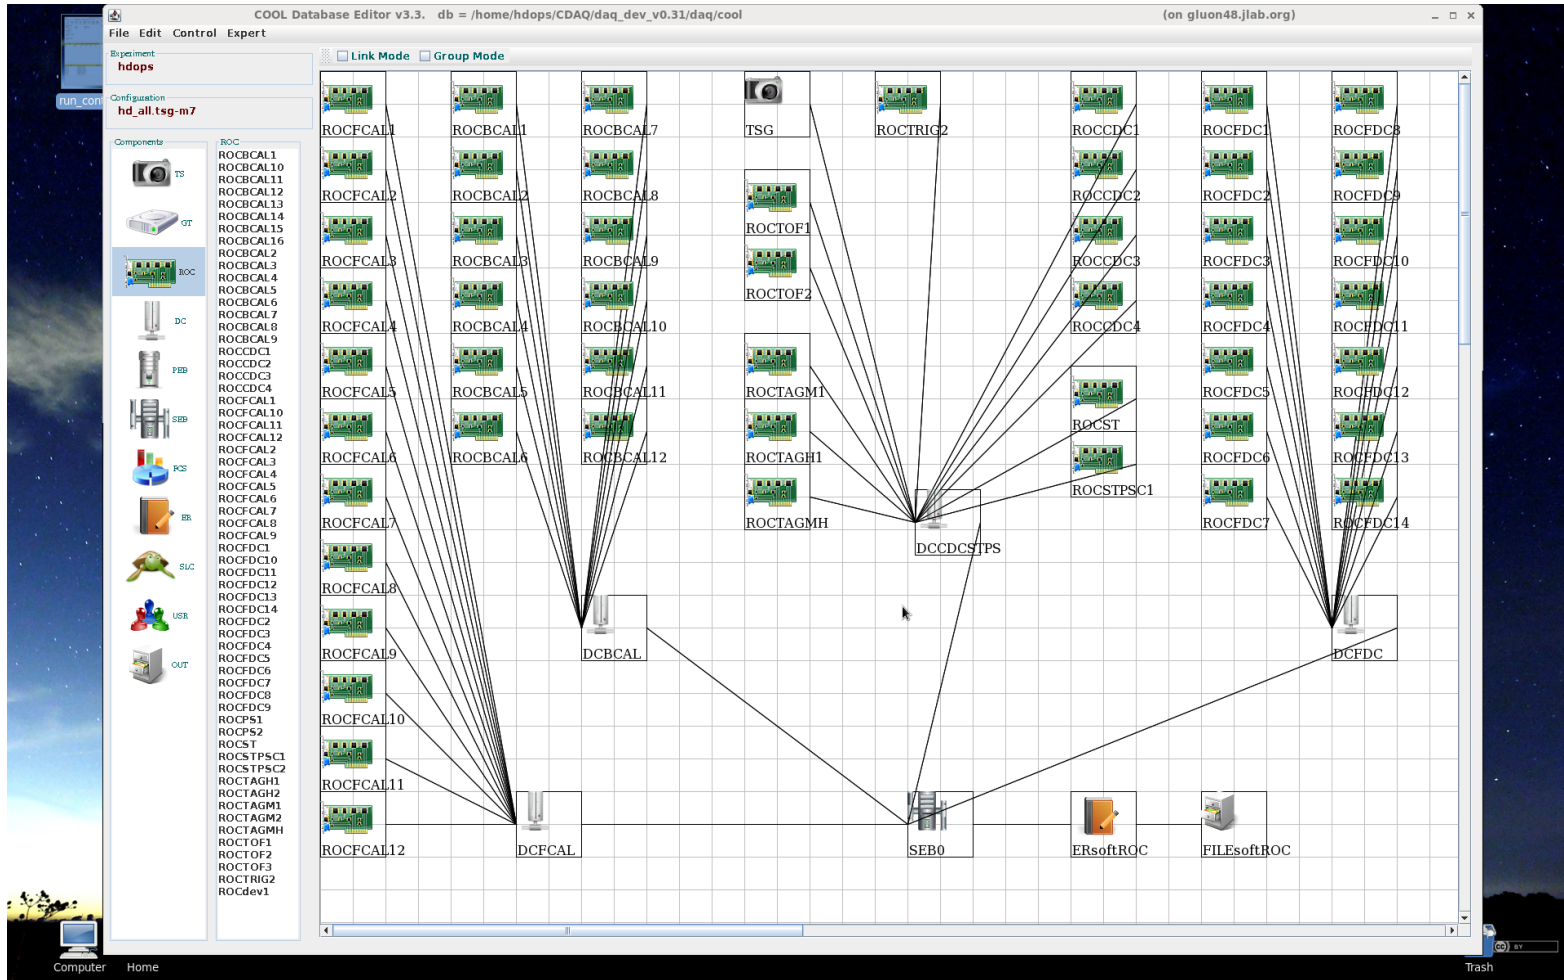 COOL Database Editor v3.3. db = /home/hdops/CDAQ/daq_dev_v0.31/daq/cool (on gluon48.jlab.org)
File Edit Control Expert
run_con
Experiment
hdops
Configuration
hd_all.tsg-m7
Link Mode Group Mode
Components
TS
GT
ROC
DC
PEB
SEB
FCS
ER
SLC
USR
OUT
ROC
ROCBCAL1
ROCBCAL10
ROCBCAL11
ROCBCAL12
ROCBCAL13
ROCBCAL14
ROCBCAL15
ROCBCAL16
ROCBCAL2
ROCBCAL3
ROCBCAL4
ROCBCAL5
ROCBCAL6
ROCBCAL7
ROCBCAL8
ROCBCAL9
ROCCDC1
ROCCDC2
ROCCDC3
ROCCDC4
ROCFCAL1
ROCFCAL10
ROCFCAL11
ROCFCAL12
ROCFCAL2
ROCFCAL3
ROCFCAL4
ROCFCAL5
ROCFCAL6
ROCFCAL7
ROCFCAL8
ROCFCAL9
ROCFDC1
ROCFDC10
ROCFDC11
ROCFDC12
ROCFDC13
ROCFDC14
ROCFDC2
ROCFDC3
ROCFDC4
ROCFDC5
ROCFDC6
ROCFDC7
ROCFDC8
ROCFDC9
ROCPS1
ROCPS2
ROCST
ROCSTPSC1
ROCSTPSC2
ROCTAGH1
ROCTAGH2
ROCTAGM1
ROCTAGM2
ROCTAGMH
ROCTOF1
ROCTOF2
ROCTOF3
ROCTRIG2
ROCdev1
ROCFCAL1 ROCBCAL1 ROCBCAL7 TSG ROCTRIG2 ROCCDC1 ROCFDC1 ROCFDC8
ROCFCAL2 ROCBCAL2 ROCBCAL8 ROCCDC2 ROCFDC2 ROCFDC9
ROCTOF1
ROCFCAL3 ROCBCAL3 ROCBCAL9 ROCCDC3 ROCFDC3 ROCFDC10
ROCTOF2
ROCFCAL4 ROCBCAL4 ROCBCAL10 ROCCDC4 ROCFDC4 ROCFDC11
ROCFCAL5 ROCBCAL5 ROCBCAL11 ROCTAGM1 ROCFDC5 ROCFDC12
ROCST
ROCFCAL6 ROCBCAL6 ROCBCAL12 ROCTAGH1 ROCFDC6 ROCFDC13
ROCSTPSC1
ROCFCAL7 ROCTAGMH ROCFDC7 ROCFDC14
DCCDCSTPS
ROCFCAL8
ROCFCAL9 DCBCAL DCFDC
ROCFCAL10
ROCFCAL11
ROCFCAL12 DCFCAL SEB0 ERsoftROC FILEsoftROC
cc BY
Computer Home Trash